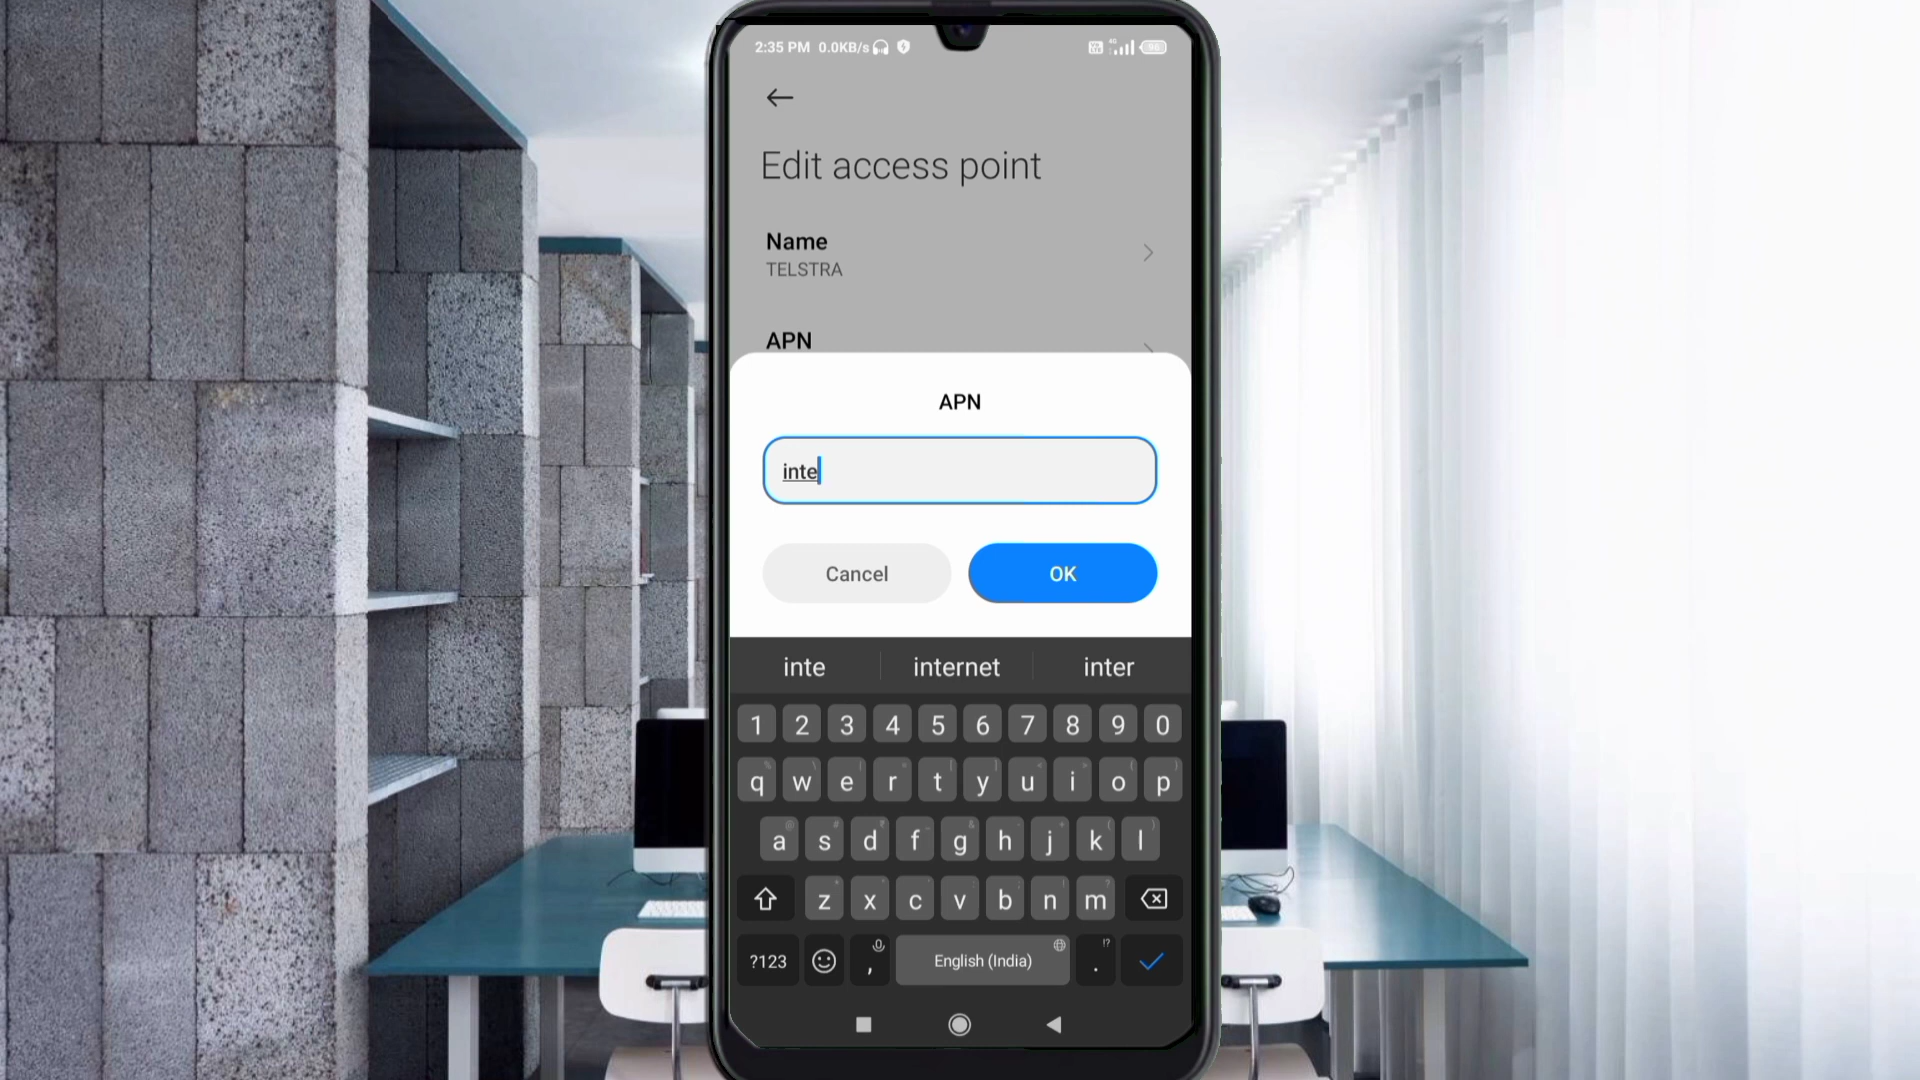 2:35 PM 0.0KB/s
4G
Edit access point
Name
TELSTRA
APN
APN
inte
Cancel
OK
inte internet inter
1 2 3 4 5 6 7 8 9 0
q w e r t y u i o p
a s d f g h j k l
z x c v b n m
?123 , English (India) . !?